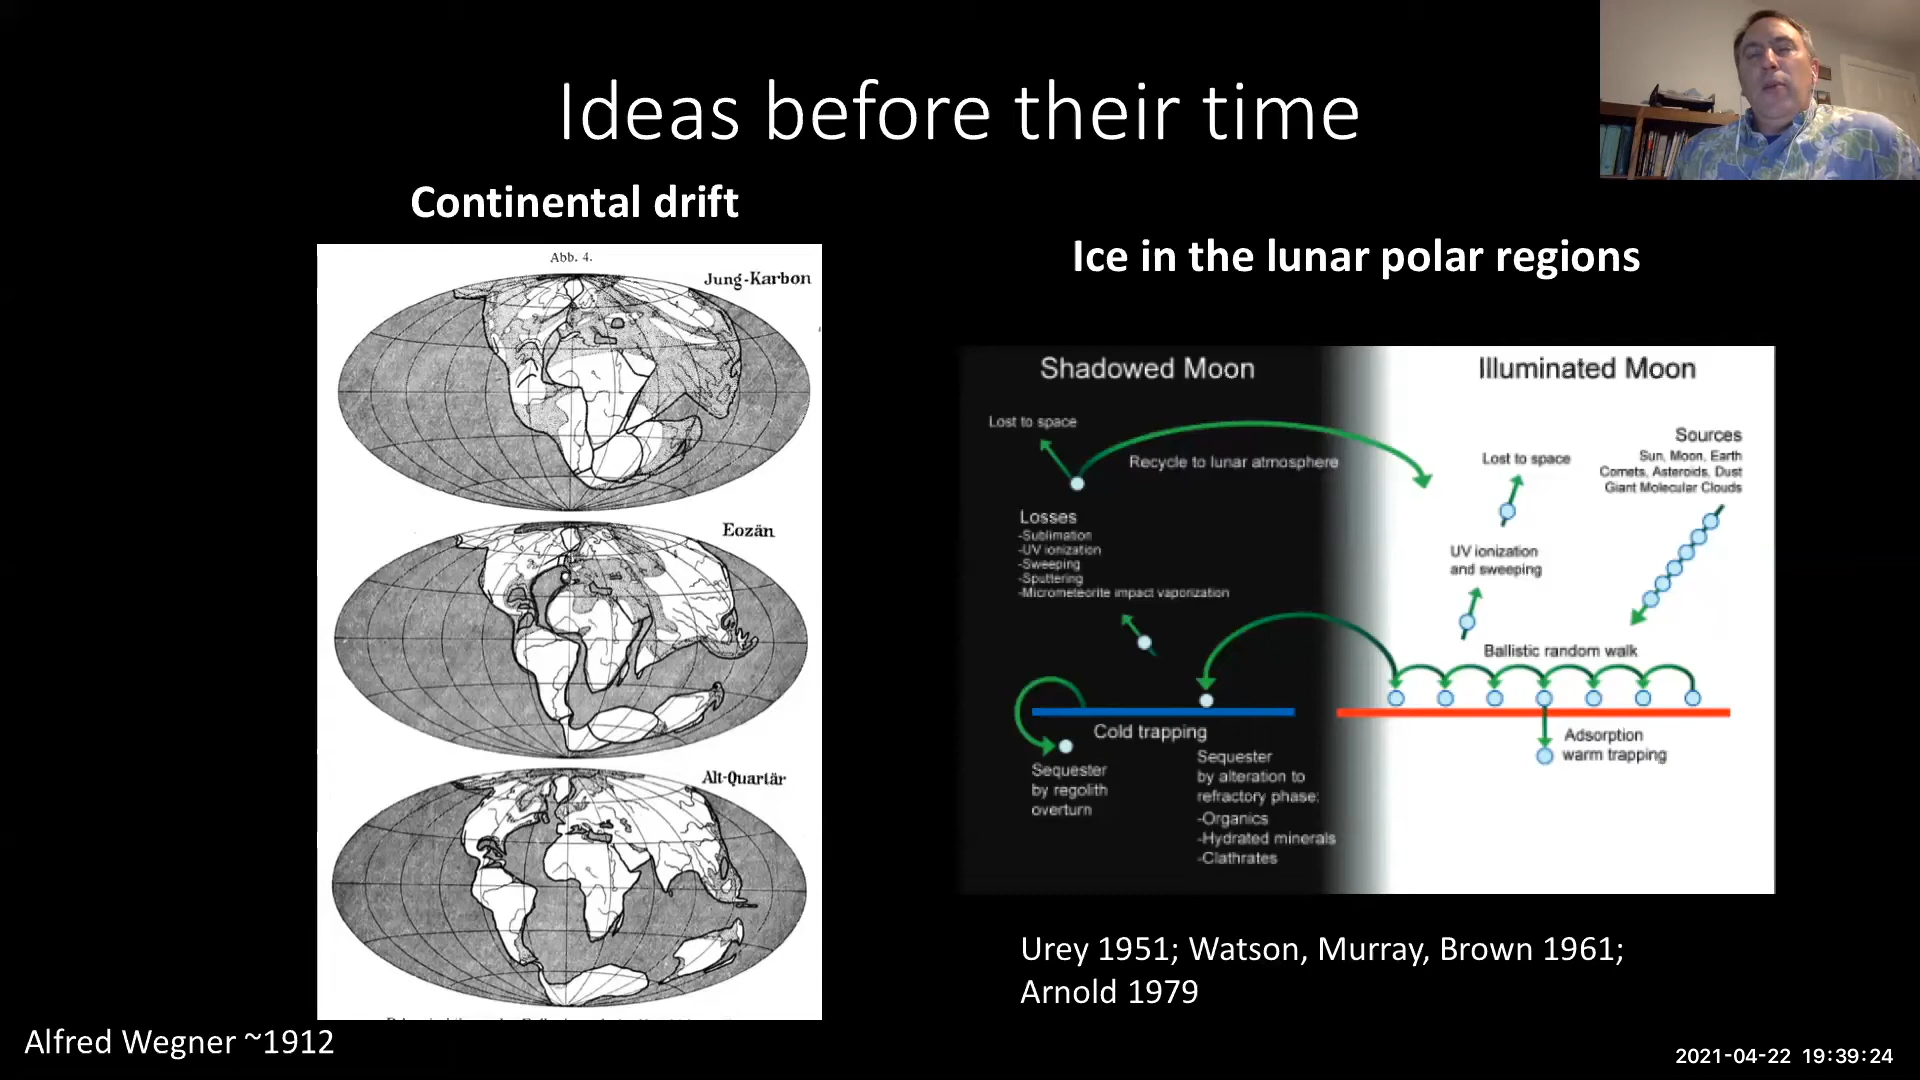 Ideas before their time
Continental drift
Abb. 4.
Jung-Karbon
Eozän
Alt-Quartär
Alfred Wegner ~1912
Ice in the lunar polar regions
Shadowed Moon
Lost to space
Recycle to lunar atmosphere
Losses
-Sublimation
-UV ionization
-Sweeping
-Sputtering
-Micrometeorite impact vaporization
Cold trapping
Sequester
by regolith
overturn
Sequester
by alteration to
refractory phase:
-Organics
-Hydrated minerals
-Clathrates
Illuminated Moon
Sources
Sun, Moon, Earth
Comets, Asteroids, Dust
Giant Molecular Clouds
Lost to space
UV ionization
and sweeping
Ballistic random walk
Adsorption
warm trapping
Urey 1951; Watson, Murray, Brown 1961;
Arnold 1979
2021-04-22 19:39:24